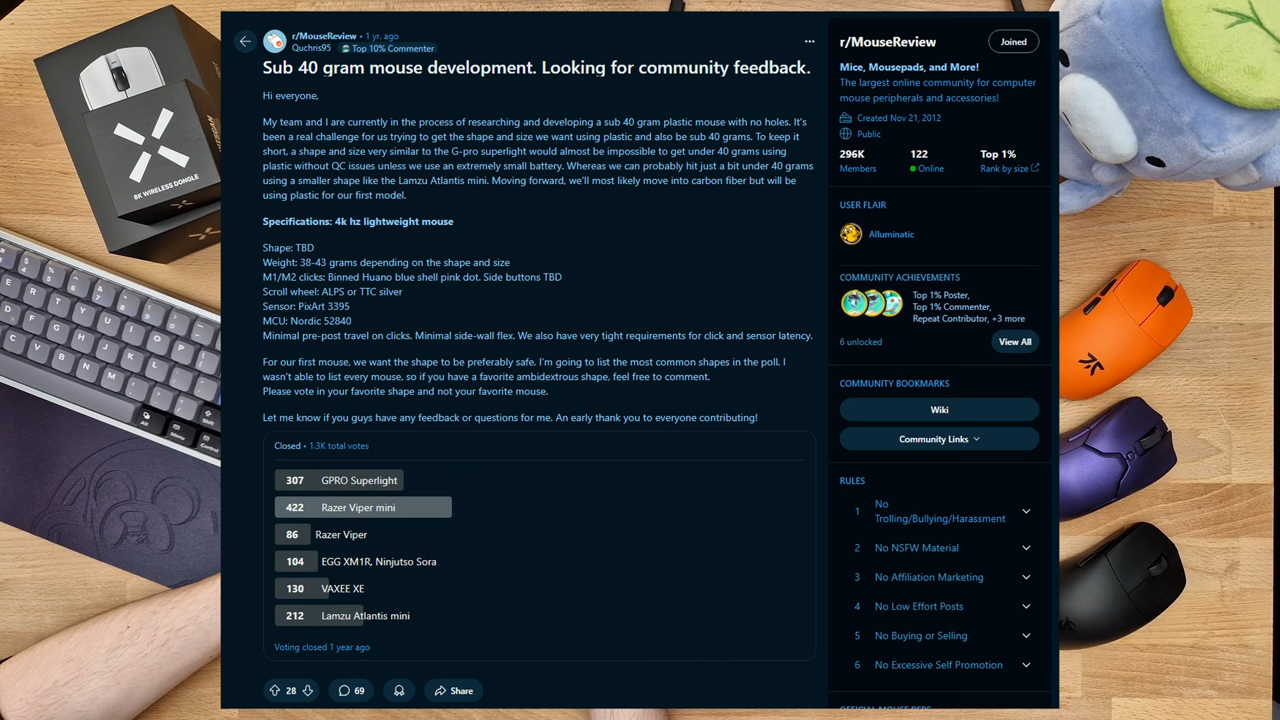 r/MouseReview • 1 yr. ago
Quchris95 Top 10% Commenter
Sub 40 gram mouse development. Looking for community feedback.
Hi everyone,
My team and I are currently in the process of researching and developing a sub 40 gram plastic mouse with no holes. It's
been a real challenge for us trying to get the shape and size we want using plastic and also be sub 40 grams. To keep it
short, a shape and size very similar to the G-pro superlight would almost be impossible to get under 40 grams using
plastic without QC issues unless we use an extremely small battery. Whereas we can probably hit just a bit under 40 grams
using a smaller shape like the Lamzu Atlantis mini. Moving forward, we'll most likely move into carbon fiber but will be
using plastic for our first model.
Specifications: 4k hz lightweight mouse
Shape: TBD
Weight: 38-43 grams depending on the shape and size
M1/M2 clicks: Binned Huano blue shell pink dot. Side buttons TBD
Scroll wheel: ALPS or TTC silver
Sensor: PixArt 3395
MCU: Nordic 52840
Minimal pre-post travel on clicks. Minimal side-wall flex. We also have very tight requirements for click and sensor latency.
For our first mouse, we want the shape to be preferably safe. I'm going to list the most common shapes in the poll. I
wasn't able to list every mouse, so if you have a favorite ambidextrous shape, feel free to comment.
Please vote in your favorite shape and not your favorite mouse.
Let me know if you guys have any feedback or questions for me. An early thank you to everyone contributing!
Closed • 1.3K total votes
307 GPRO Superlight
422 Razer Viper mini
86 Razer Viper
104 EGG XM1R, Ninjutso Sora
130 VAXEE XE
212 Lamzu Atlantis mini
Voting closed 1 year ago
28
69
Share
r/MouseReview
Joined
Mice, Mousepads, and More!
The largest online community for computer
mouse peripherals and accessories!
Created Nov 21, 2012
Public
296K 122 Top 1%
Members Online Rank by size
USER FLAIR
Alluminatic
COMMUNITY ACHIEVEMENTS
Top 1% Poster,
Top 1% Commenter,
Repeat Contributor, +3 more
6 unlocked
View All
COMMUNITY BOOKMARKS
Wiki
Community Links
RULES
1 No
Trolling/Bullying/Harassment
2 No NSFW Material
3 No Affiliation Marketing
4 No Low Effort Posts
5 No Buying or Selling
6 No Excessive Self Promotion
8K WIRELESS DONGLE